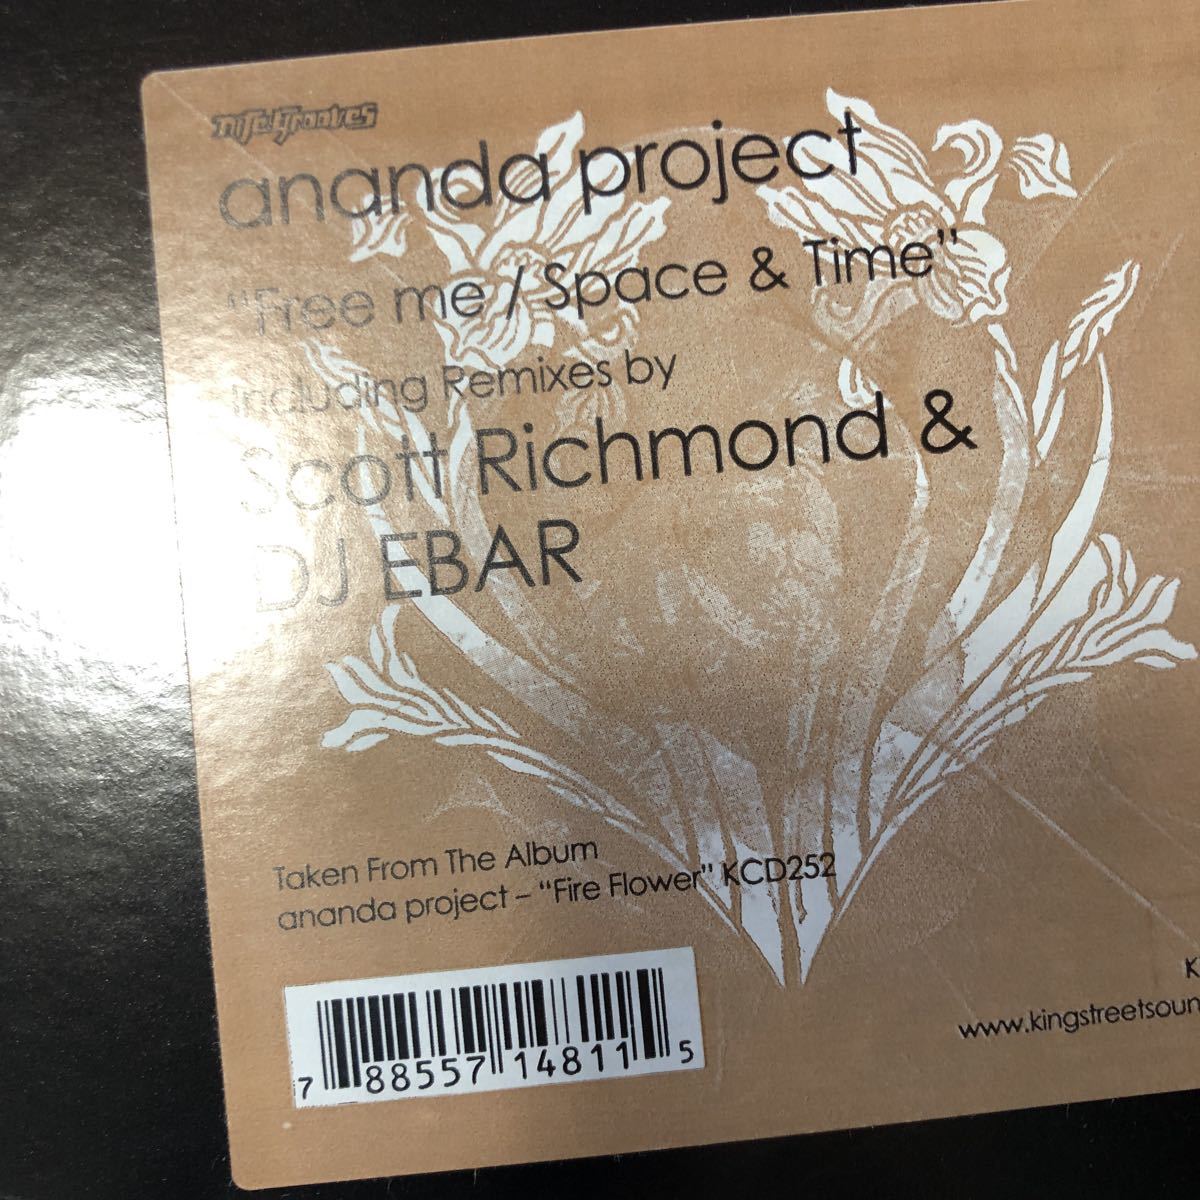 nitegrooves
ananda project
"Free me / Space & Time"
Including Remixes by
Scott Richmond &
DJ EBAR
Taken From The Album
ananda project – "Fire Flower" KCD252
7 88557 14811 5
K
www.kingstreetsoun